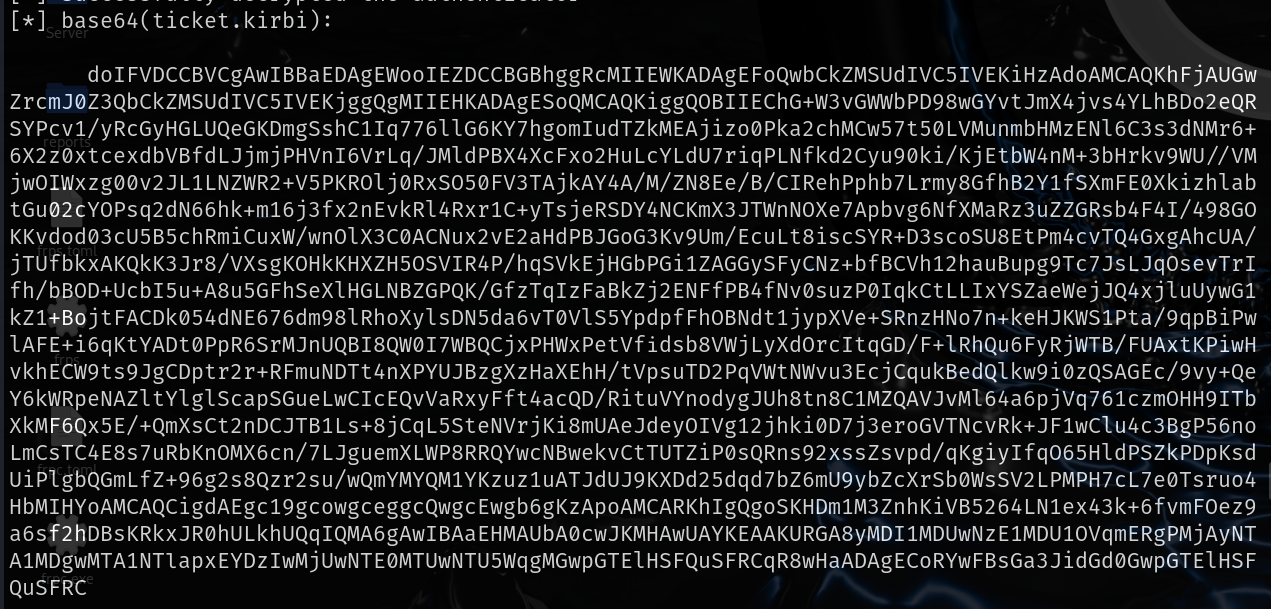 [*] base64(ticket.kirbi):
doIFVDCCBVCgAwIBBaEDAgEWooIEZDCCBGBhggRcMIIEWKADAgEFoQwbCkZMSUdIVC5IVEKiHzAdoAMCAQKhFjAUGw
ZrcmJ0Z3QbCkZMSUdIVC5IVEKjggQgMIIEHKADAgESoQMCAQKiggQOBIIEChG+W3vGWWbPD98wGYvtJmX4jvs4YLhBDo2eQR
SYPcv1/yRcGyHGLUQeGKDmgSshC1Iq776llG6KY7hgomIudTZkMEAjizo0Pka2chMCw57t50LVMunmbHMzENl6C3s3dNMr6+
6X2z0xtcexdbVBfdLJjmjPHVnI6VrLq/JMldPBX4XcFxo2HuLcYLdU7riqPLNfkd2Cyu90ki/KjEtbW4nM+3bHrkv9WU//VM
jwOIWxzg00v2JL1LNZWR2+V5PKROlj0RxSO50FV3TAjkAY4A/M/ZN8Ee/B/CIRehPphb7Lrmy8GfhB2Y1fSXmFE0Xkizhlab
tGu02cYOPsq2dN66hk+m16j3fx2nEvkRl4Rxr1C+yTsjeRSDY4NCKmX3JTWnNOXe7Apbvg6NfXMaRz3uZZGRsb4F4I/498GO
KKvdcd03cU5B5chRmiCuxW/wnOlX3C0ACNux2vE2aHdPBJGoG3Kv9Um/EcuLt8iscSYR+D3scoSU8EtPm4cvTQ4GxgAhcUA/
jTUfbkxAKQkK3Jr8/VXsgKOHkKHXZH5OSVIR4P/hqSVkEjHGbPGi1ZAGGySFyCNz+bfBCVh12hauBupg9Tc7JsLJqOsevTrI
fh/bBOD+UcbI5u+A8u5GFhSeXlHGLNBZGPQK/GfzTqIzFaBkZj2ENFfPB4fNv0suzP0IqkCtLLIxYSZaeWejJQ4xjluUywG1
kZ1+BojtFACDk054dNE676dm98lRhoXylsDN5da6vT0VlS5YpdpfFhOBNdt1jypXVe+SRnzHNo7n+keHJKWS1Pta/9qpBiPw
lAFE+i6qKtYADt0PpR6SrMJnUQBI8QW0I7WBQCjxPHWxPetVfidsb8VWjLyXdOrcItqGD/F+lRhQu6FyRjWTB/FUAxtKPiwH
vkhECW9ts9JgCDptr2r+RFmuNDTt4nXPYUJBzgXzHaXEhH/tVpsuTD2PqVWtNWvu3EcjCqukBedQlkw9i0zQSAGEc/9vy+Qe
Y6kWRpeNAZltYlglScapSGueLwCIcEQvVaRxyFft4acQD/RituVYnodygJUh8tn8C1MZQAVJvMl64a6pjVq761czmOHH9ITb
XkMF6Qx5E/+QmXsCt2nDCJTB1Ls+8jCqL5SteNVrjKi8mUAeJdeyOIVg12jhki0D7j3eroGVTNcvRk+JF1wClu4c3BgP56no
LmCsTC4E8s7uRbKnOMX6cn/7LJguemXLWP8RRQYwcNBwekvCtTUTZiP0sQRns92xssZsvpd/qKgiyIfqO65HldPSZkPDpKsd
UiPlgbQGmLfZ+96g2s8Qzr2su/wQmYMYQM1YKzuz1uATJdUJ9KXDd25dqd7bZ6mU9ybZcXrSb0WsSV2LPMPH7cL7e0Tsruo4
HbMIHYoAMCAQCigdAEgc19gcowgceggcQwgcEwgb6gKzApoAMCARKhIgQgoSKHDm1M3ZnhKiVB5264LN1ex43k+6fvmFOez9
a6sf2hDBsKRkxJR0hULkhUQqIQMA6gAwIBAaEHMAUbA0cwJKMHAwUAYKEAAKURGA8yMDI1MDUwNzE1MDU1OVqmERgPMjAyNT
A1MDgwMTA1NTlapxEYDzIwMjUwNTE0MTUwNTU5WqgMGwpGTElHSFQuSFRCqR8wHaADAgECoRYwFBsGa3JidGd0GwpGTElHSF
QuSFRC